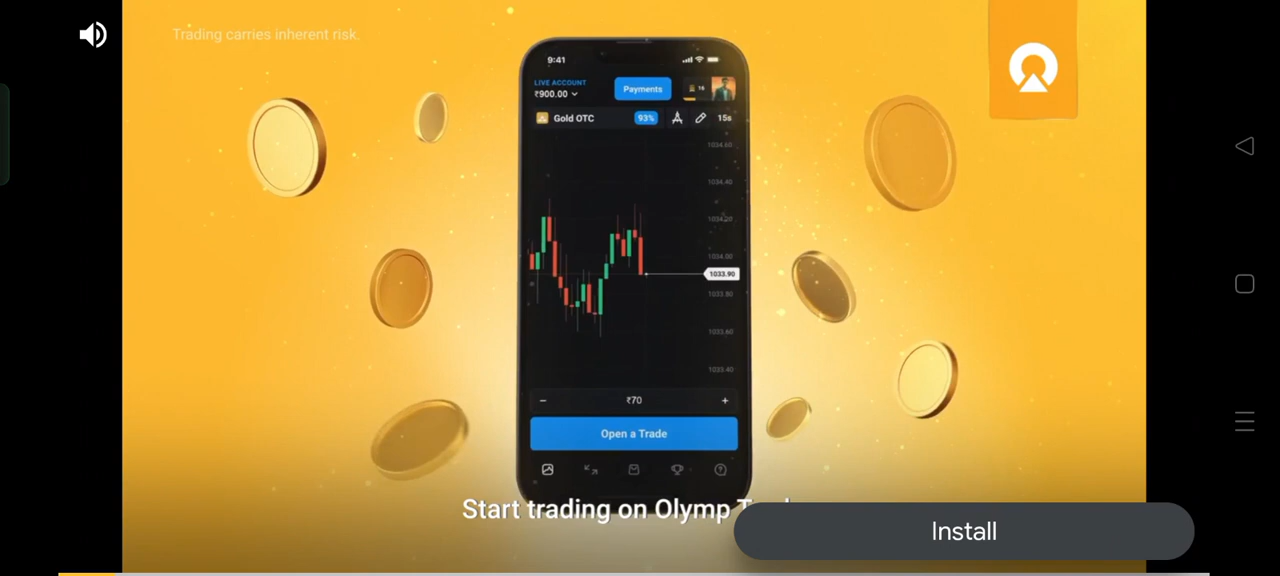 Trading carries inherent risk.
9:41
LIVE ACCOUNT
₹900.00
Payments
16
Gold OTC
93%
15s
1034.60
1034.40
1034.20
1034.00
1033.90
1033.80
1033.60
1033.40
− ₹70 +
Open a Trade
Start trading on Olymp
Install